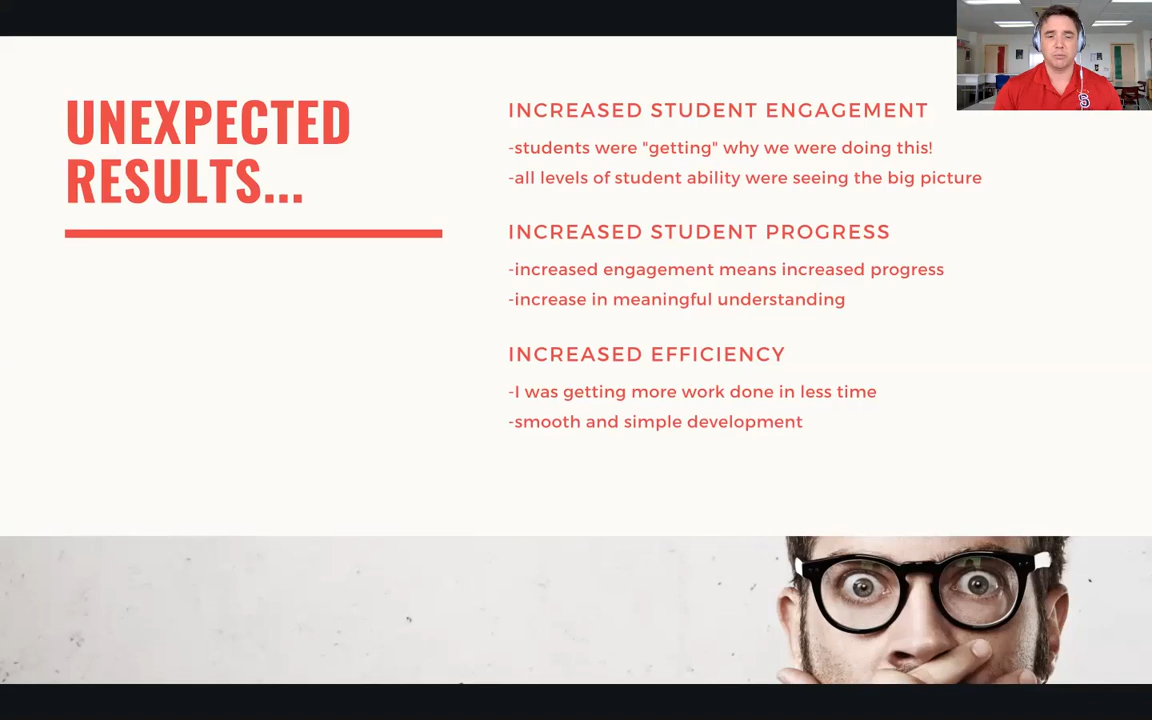 UNEXPECTED
RESULTS...
INCREASED STUDENT ENGAGEMENT
-students were "getting" why we were doing this!
-all levels of student ability were seeing the big picture
INCREASED STUDENT PROGRESS
-increased engagement means increased progress
-increase in meaningful understanding
INCREASED EFFICIENCY
-I was getting more work done in less time
-smooth and simple development
S